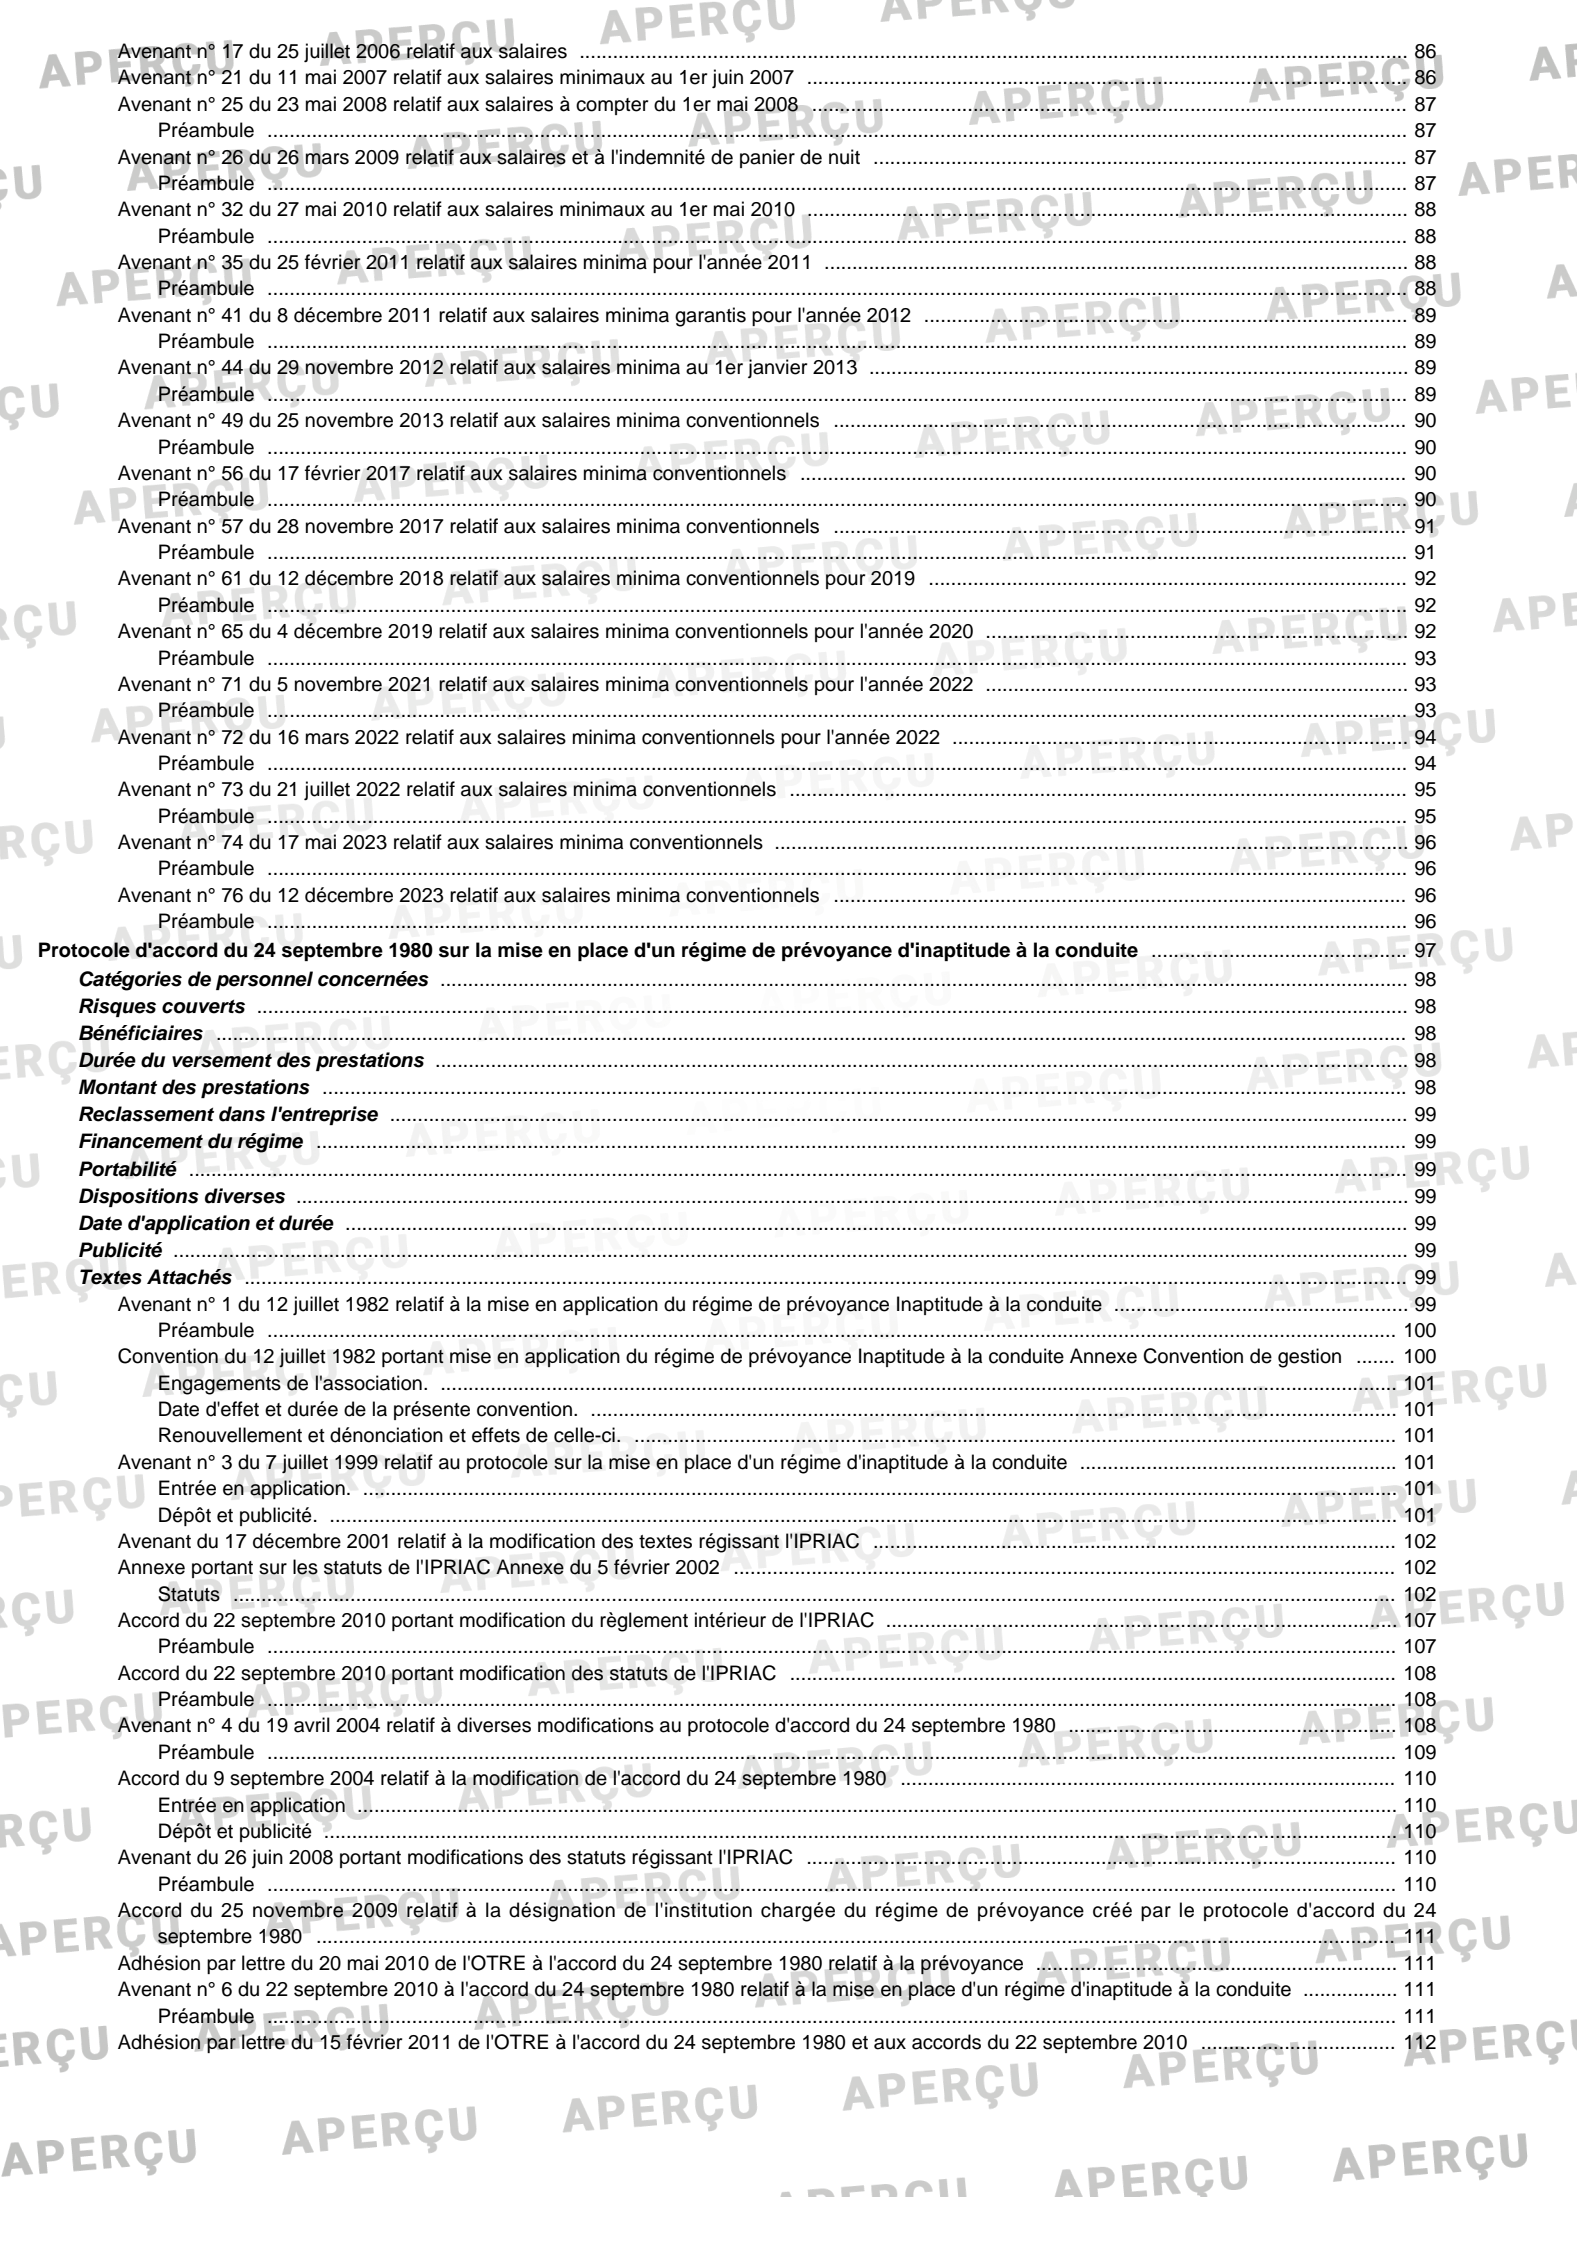 Avenant n° 17 du 25 juillet 2006 relatif aux salaires ........ 86
Avenant n° 21 du 11 mai 2007 relatif aux salaires minimaux au 1er juin 2007 ........ 86
Avenant n° 25 du 23 mai 2008 relatif aux salaires à compter du 1er mai 2008 ........ 87
Préambule ........ 87
Avenant n° 26 du 26 mars 2009 relatif aux salaires et à l'indemnité de panier de nuit ........ 87
Préambule ........ 87
Avenant n° 32 du 27 mai 2010 relatif aux salaires minimaux au 1er mai 2010 ........ 88
Préambule ........ 88
Avenant n° 35 du 25 février 2011 relatif aux salaires minima pour l'année 2011 ........ 88
Préambule ........ 88
Avenant n° 41 du 8 décembre 2011 relatif aux salaires minima garantis pour l'année 2012 ........ 89
Préambule ........ 89
Avenant n° 44 du 29 novembre 2012 relatif aux salaires minima au 1er janvier 2013 ........ 89
Préambule ........ 89
Avenant n° 49 du 25 novembre 2013 relatif aux salaires minima conventionnels ........ 90
Préambule ........ 90
Avenant n° 56 du 17 février 2017 relatif aux salaires minima conventionnels ........ 90
Préambule ........ 90
Avenant n° 57 du 28 novembre 2017 relatif aux salaires minima conventionnels ........ 91
Préambule ........ 91
Avenant n° 61 du 12 décembre 2018 relatif aux salaires minima conventionnels pour 2019 ........ 92
Préambule ........ 92
Avenant n° 65 du 4 décembre 2019 relatif aux salaires minima conventionnels pour l'année 2020 ........ 92
Préambule ........ 93
Avenant n° 71 du 5 novembre 2021 relatif aux salaires minima conventionnels pour l'année 2022 ........ 93
Préambule ........ 93
Avenant n° 72 du 16 mars 2022 relatif aux salaires minima conventionnels pour l'année 2022 ........ 94
Préambule ........ 94
Avenant n° 73 du 21 juillet 2022 relatif aux salaires minima conventionnels ........ 95
Préambule ........ 95
Avenant n° 74 du 17 mai 2023 relatif aux salaires minima conventionnels ........ 96
Préambule ........ 96
Avenant n° 76 du 12 décembre 2023 relatif aux salaires minima conventionnels ........ 96
Préambule ........ 96
Protocole d'accord du 24 septembre 1980 sur la mise en place d'un régime de prévoyance d'inaptitude à la conduite ........ 97
Catégories de personnel concernées ........ 98
Risques couverts ........ 98
Bénéficiaires ........ 98
Durée du versement des prestations ........ 98
Montant des prestations ........ 98
Reclassement dans l'entreprise ........ 99
Financement du régime ........ 99
Portabilité ........ 99
Dispositions diverses ........ 99
Date d'application et durée ........ 99
Publicité ........ 99
Textes Attachés ........ 99
Avenant n° 1 du 12 juillet 1982 relatif à la mise en application du régime de prévoyance Inaptitude à la conduite ........ 99
Préambule ........ 100
Convention du 12 juillet 1982 portant mise en application du régime de prévoyance Inaptitude à la conduite Annexe Convention de gestion ....... 100
Engagements de l'association. ........ 101
Date d'effet et durée de la présente convention. ........ 101
Renouvellement et dénonciation et effets de celle-ci. ........ 101
Avenant n° 3 du 7 juillet 1999 relatif au protocole sur la mise en place d'un régime d'inaptitude à la conduite ........ 101
Entrée en application. ........ 101
Dépôt et publicité. ........ 101
Avenant du 17 décembre 2001 relatif à la modification des textes régissant l'IPRIAC ........ 102
Annexe portant sur les statuts de l'IPRIAC Annexe du 5 février 2002 ........ 102
Statuts ........ 102
Accord du 22 septembre 2010 portant modification du règlement intérieur de l'IPRIAC ........ 107
Préambule ........ 107
Accord du 22 septembre 2010 portant modification des statuts de l'IPRIAC ........ 108
Préambule ........ 108
Avenant n° 4 du 19 avril 2004 relatif à diverses modifications au protocole d'accord du 24 septembre 1980 ........ 108
Préambule ........ 109
Accord du 9 septembre 2004 relatif à la modification de l'accord du 24 septembre 1980 ........ 110
Entrée en application ........ 110
Dépôt et publicité ........ 110
Avenant du 26 juin 2008 portant modifications des statuts régissant l'IPRIAC ........ 110
Préambule ........ 110
Accord du 25 novembre 2009 relatif à la désignation de l'institution chargée du régime de prévoyance créé par le protocole d'accord du 24
septembre 1980 ........ 111
Adhésion par lettre du 20 mai 2010 de l'OTRE à l'accord du 24 septembre 1980 relatif à la prévoyance ........ 111
Avenant n° 6 du 22 septembre 2010 à l'accord du 24 septembre 1980 relatif à la mise en place d'un régime d'inaptitude à la conduite ........ 111
Préambule ........ 111
Adhésion par lettre du 15 février 2011 de l'OTRE à l'accord du 24 septembre 1980 et aux accords du 22 septembre 2010 ........ 112